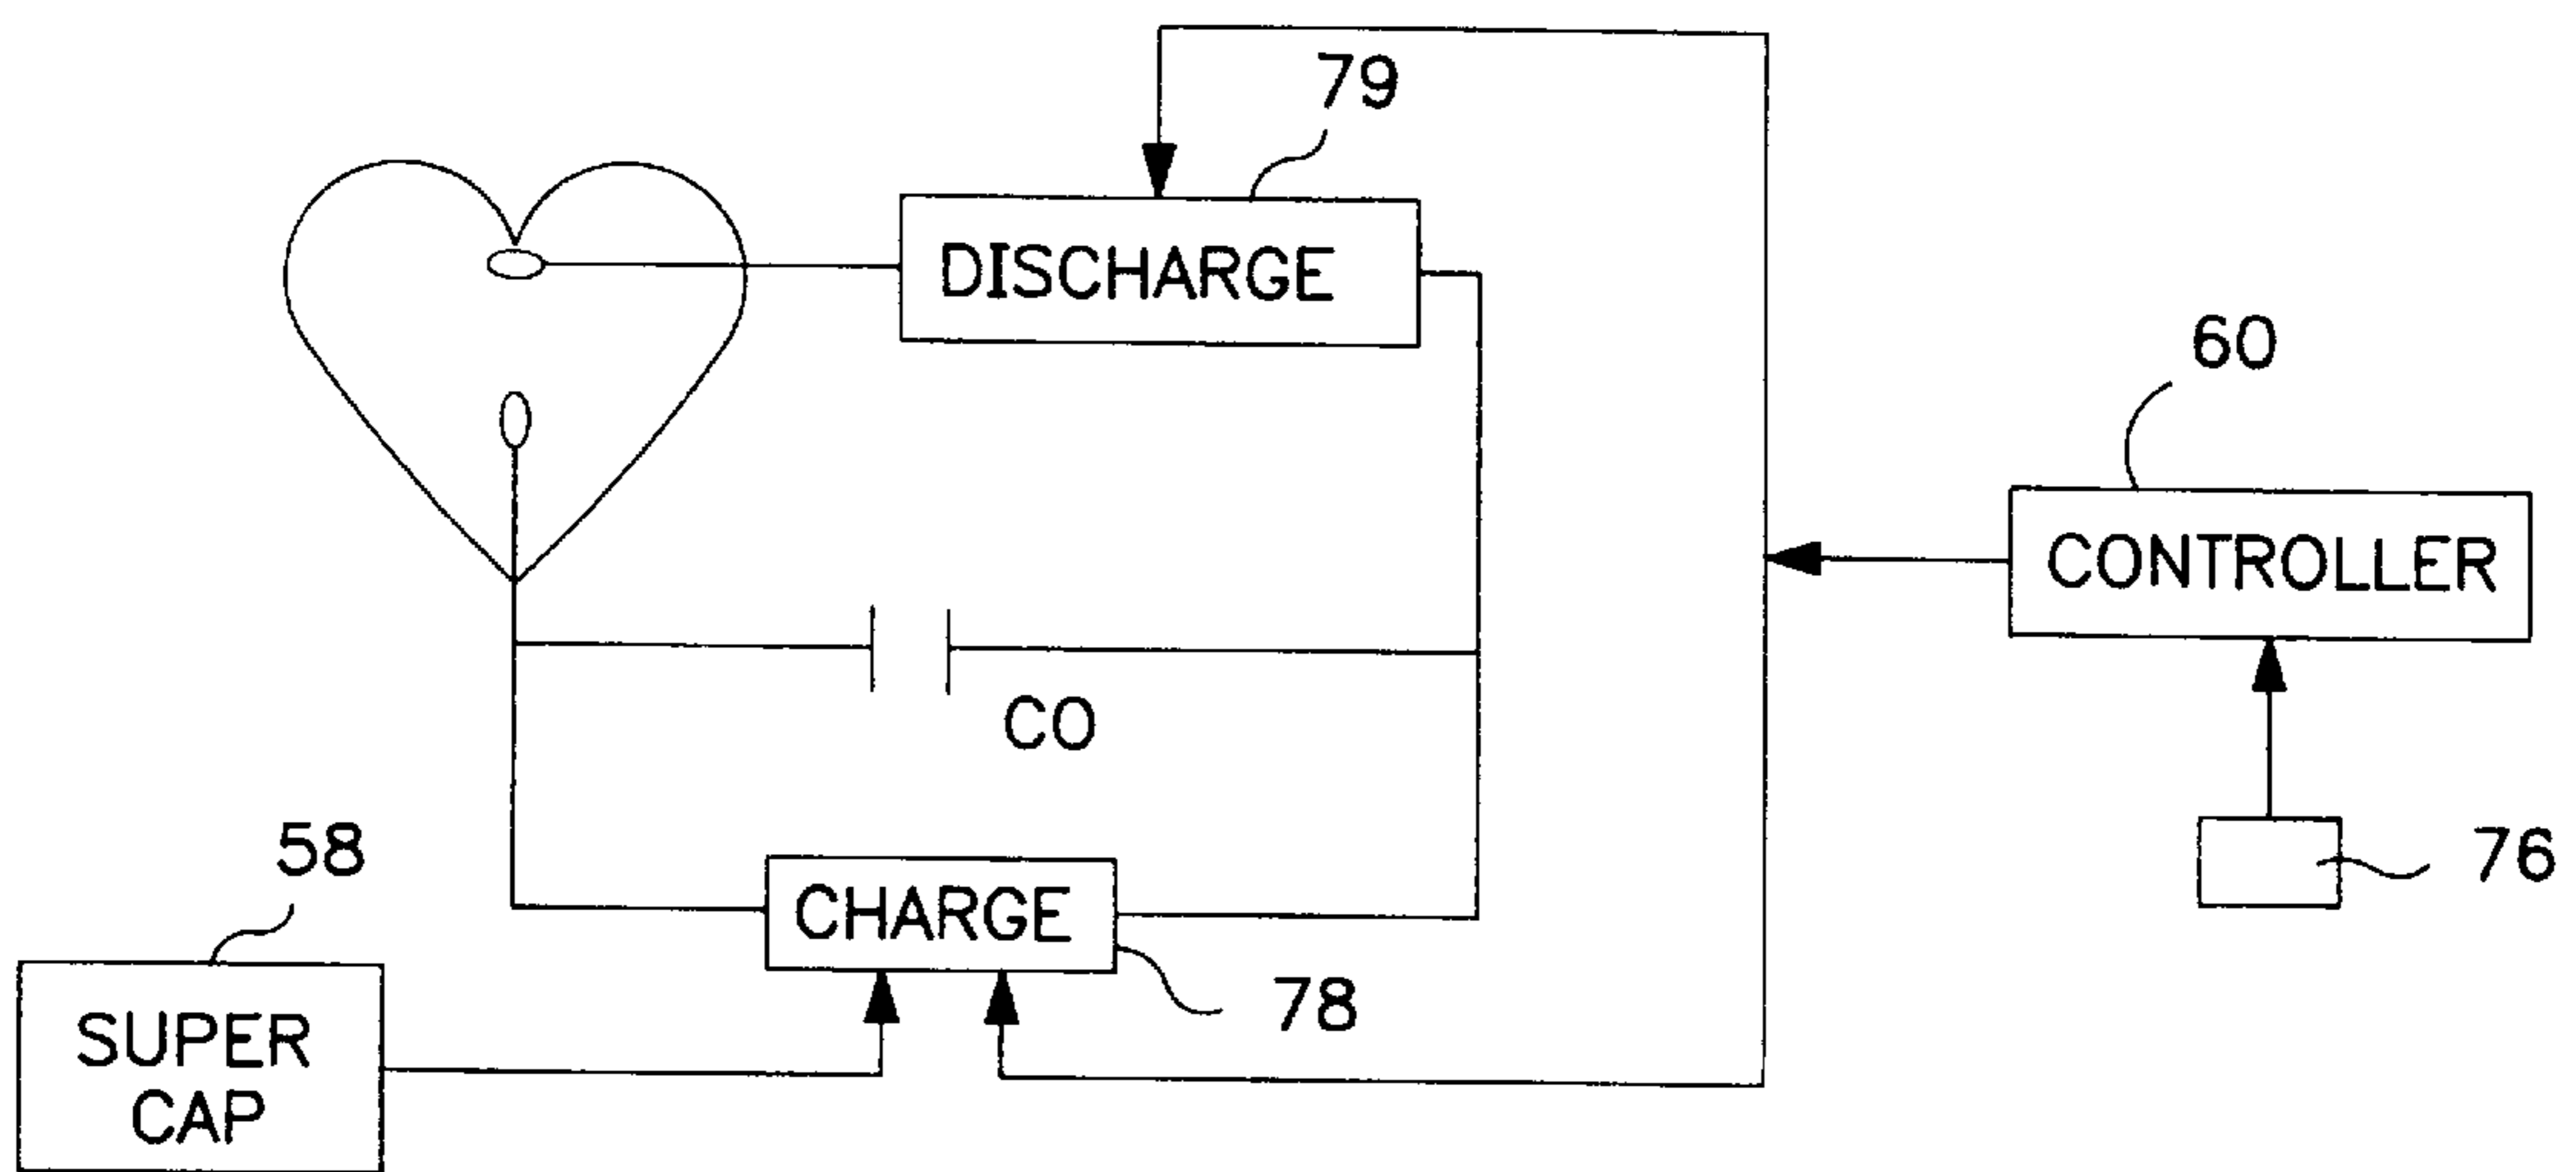 79
DISCHARGE
60
CONTROLLER
CO
58
CHARGE
76
78
SUPER
CAP